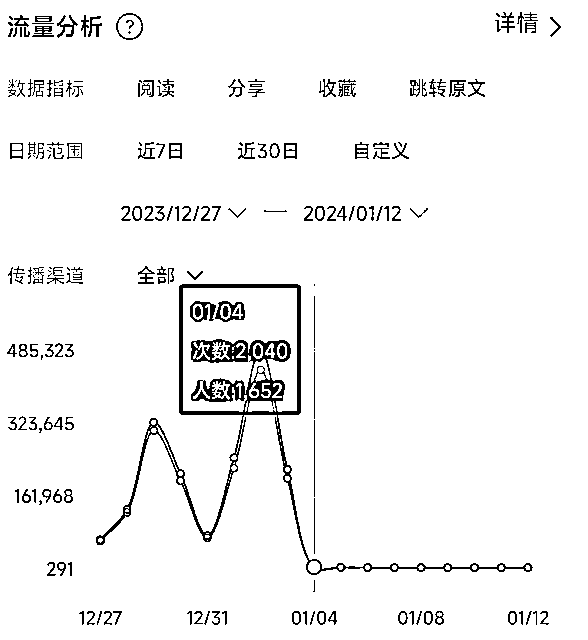 流量分析 ? 详情
数据指标 阅读 分享 收藏 跳转原文
日期范围 近7日 近30日 自定义
2023/12/27 — 2024/01/12
传播渠道 全部
01/04
次数:2,040
人数:1,652
485,323
323,645
161,968
291
12/27 12/31 01/04 01/08 01/12